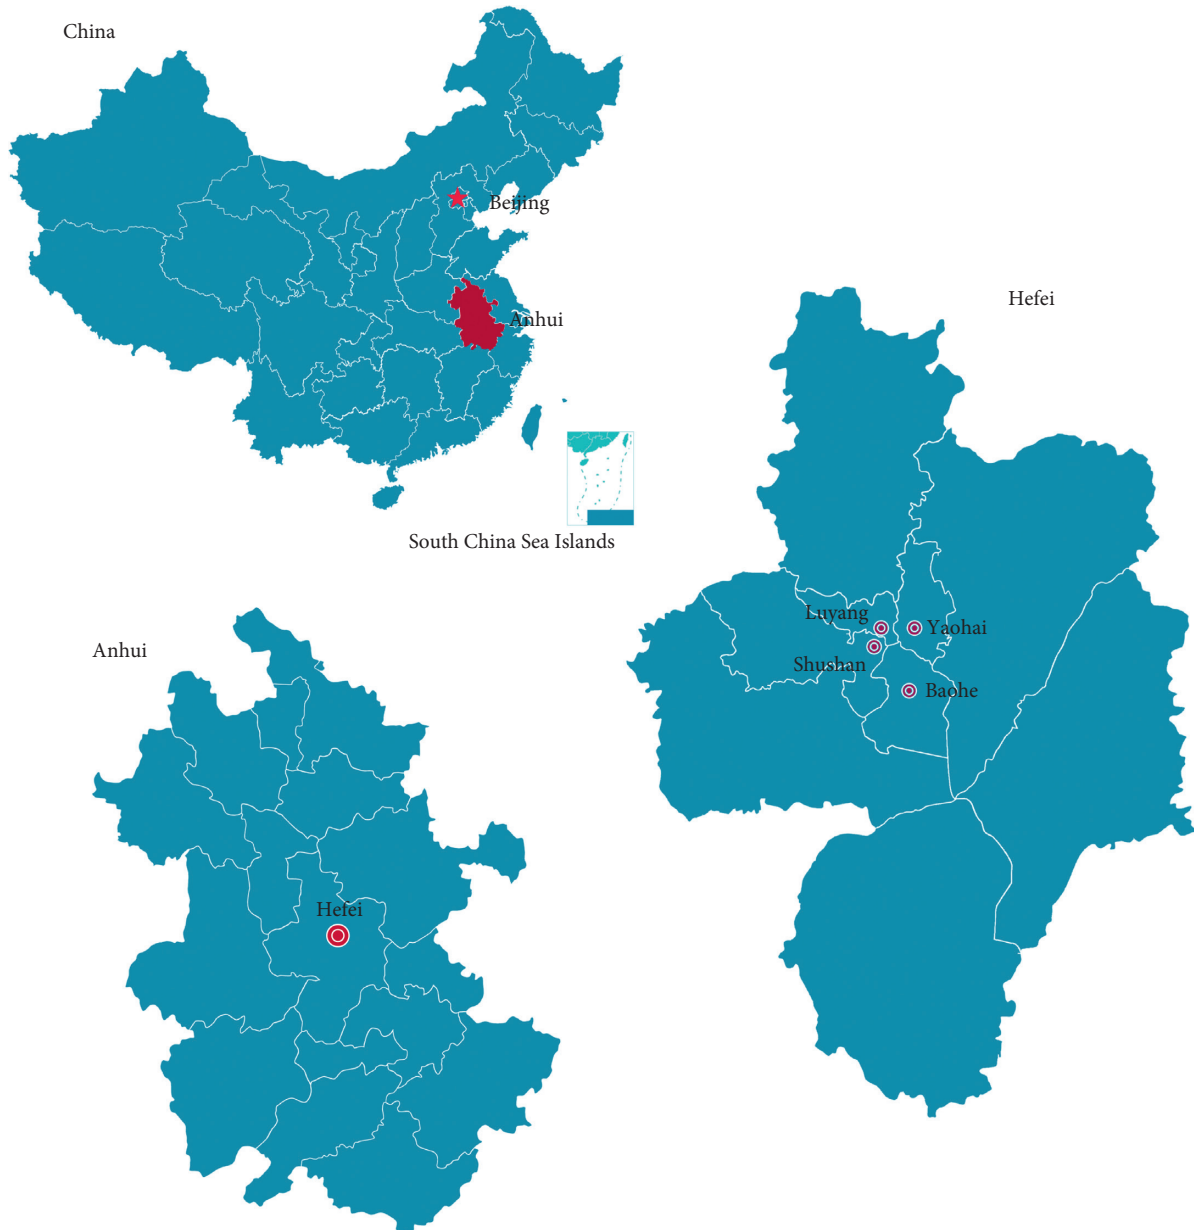 China
Beijing
Anhui
South China Sea Islands
Hefei
Luyang
Yaohai
Shushan
Baohe
Anhui
Hefei